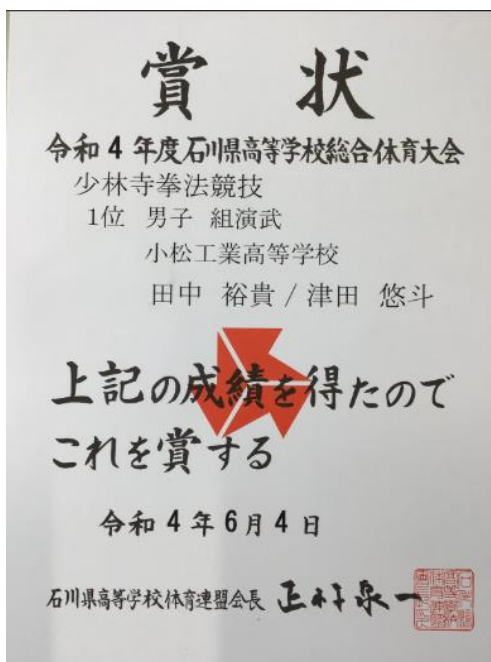 賞状
令和4年度石川県高等学校総合体育大会
少林寺拳法競技
1位 男子 組演武
小松工業高等学校
田中 裕貴 / 津田 悠斗
上記の成績を得たので
これを賞する
令和4年6月4日
石川県高等学校体育連盟会長